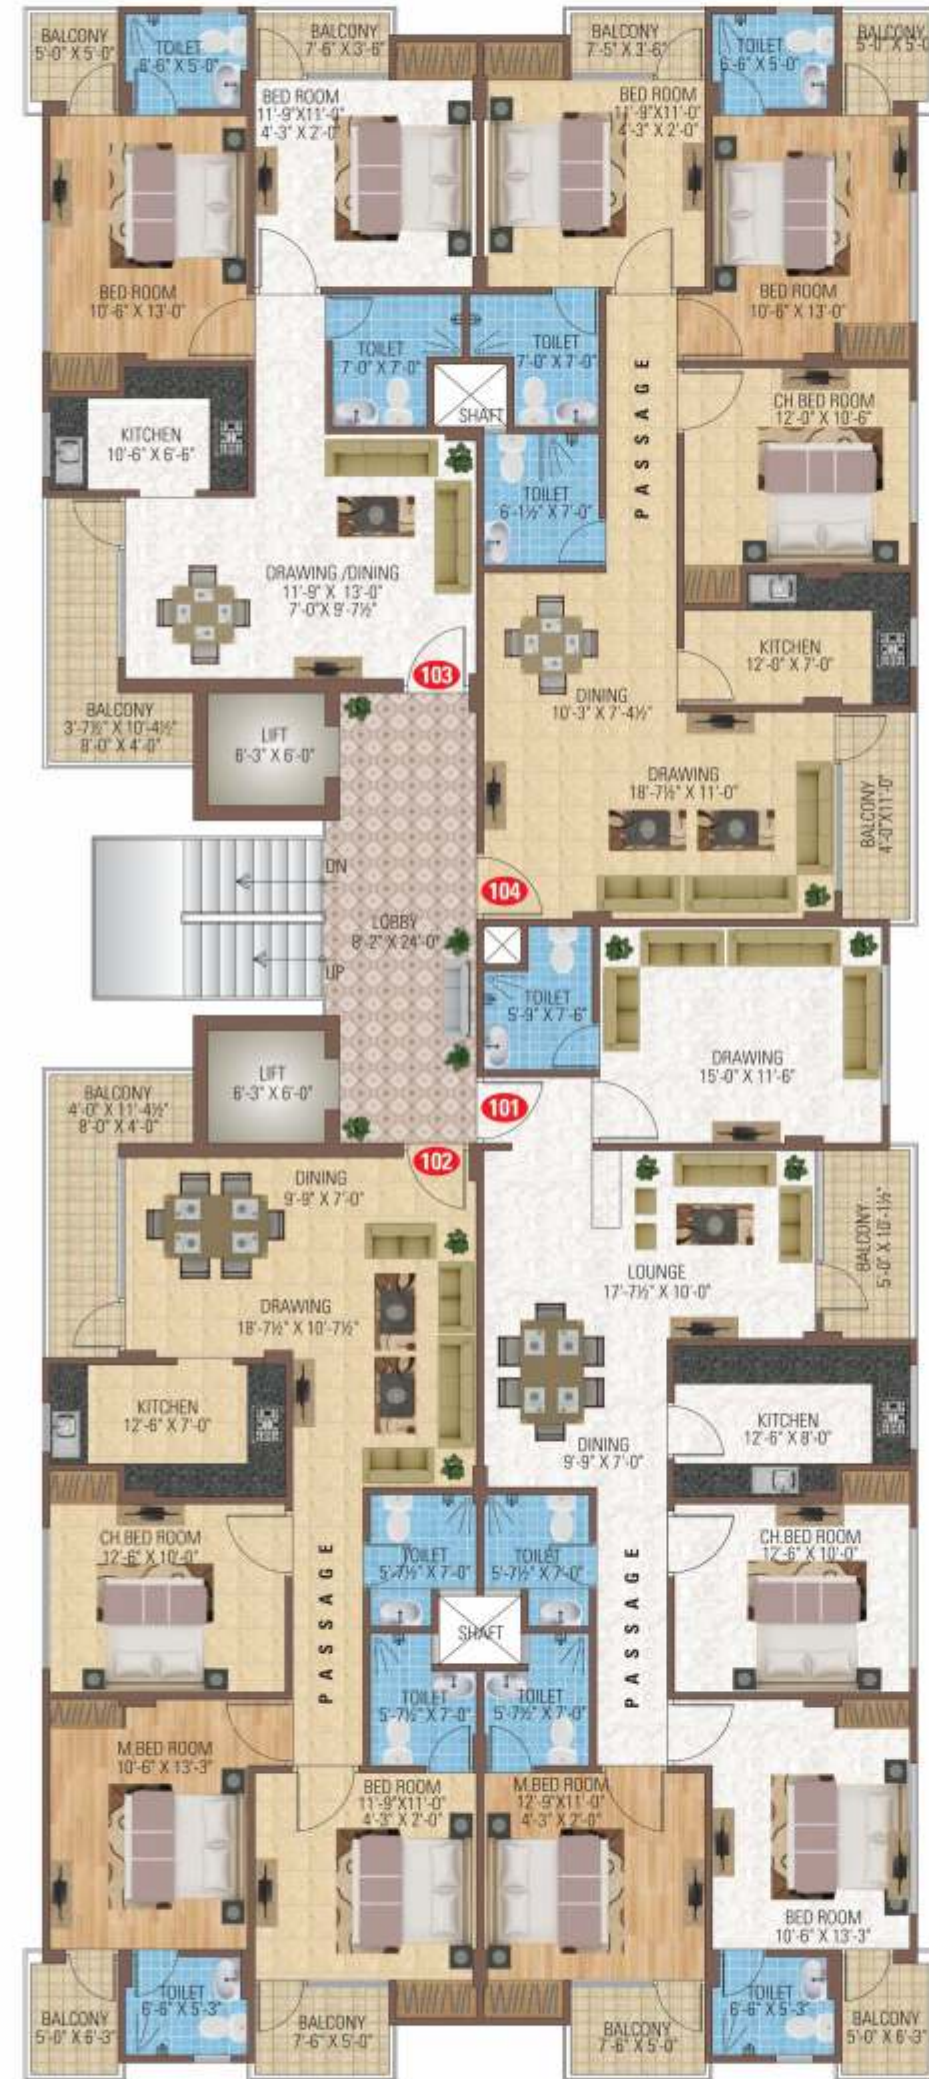 BALCONY
5'-0" X 5'-0"
TOILET
6'-6" X 5'-0"
BALCONY
7'-6" X 3'-6"
BALCONY
7'-5" X 3'-6"
TOILET
6'-6" X 5'-0"
BALCONY
5'-0" X 5'-0
BED ROOM
11'-9"X11'-0"
4'-3" X 2'-0"
BED ROOM
11'-9"X11'-0"
4'-3" X 2'-0"
BED ROOM
10'-6" X 13'-0"
BED ROOM
10'-6" X 13'-0"
TOILET
7'-0" X 7'-0"
TOILET
7'-0" X 7'-0"
SHAFT
PASSAGE
CH BED ROOM
12'-0" X 10'-6"
KITCHEN
10'-6" X 6'-6"
TOILET
6'-1½" X 7'-0"
DRAWING /DINING
11'-9" X 13'-0"
7'-0"X 9'-7½"
KITCHEN
12'-0" X 7'-0"
103
DINING
10'-3" X 7'-4½"
BALCONY
3'-7½" X 10'-4½"
8'-0" X 4'-0"
LIFT
6'-3" X 6'-0"
DRAWING
18'-7½" X 11'-0"
BALCONY
4'-0"X11'-0"
DN
104
LOBBY
8'-2" X 24'-0"
UP
TOILET
5'-9" X 7'-6"
DRAWING
15'-0" X 11'-6"
LIFT
6'-3" X 6'-0"
BALCONY
4'-0" X 11'-4½"
8'-0" X 4'-0"
101
102
DINING
9'-9" X 7'-0"
BALCONY
5'-0" X 10'-1½"
LOUNGE
17'-7½" X 10'-0"
DRAWING
18'-7½" X 10'-7½"
KITCHEN
12'-6" X 7'-0"
KITCHEN
12'-6" X 8'-0"
DINING
9'-9" X 7'-0"
CH.BED ROOM
12'-6" X 10'-0"
PASSAGE
TOILET
5'-7½" X 7'-0"
TOILET
5'-7½" X 7'-0"
PASSAGE
CH.BED ROOM
12'-6" X 10'-0"
SHAFT
TOILET
5'-7½" X 7'-0"
TOILET
5'-7½" X 7'-0"
M.BED ROOM
10'-6" X 13'-3"
BED ROOM
11'-9"X11'-0"
4'-3" X 2'-0"
M.BED ROOM
12'-9"X11'-0"
4'-3" X 2'-0"
BED ROOM
10'-6" X 13'-3"
BALCONY
5'-0" X 6'-3"
TOILET
6'-6" X 5'-3"
BALCONY
7'-6" X 5'-0"
BALCONY
7'-6" X 5'-0"
TOILET
6'-6" X 5'-3"
BALCONY
5'-0" X 6'-3"